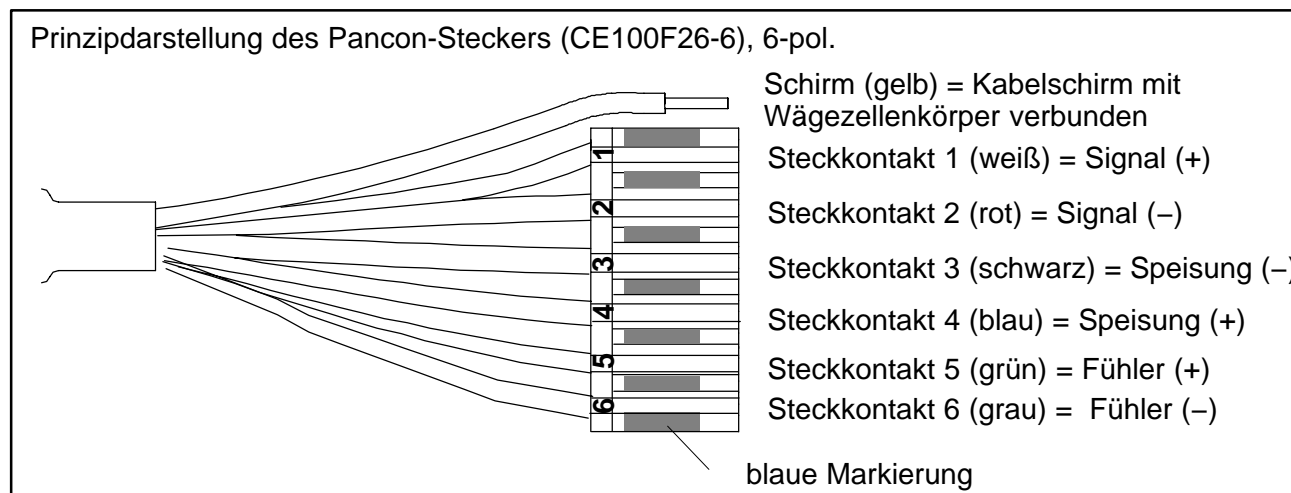 Prinzipdarstellung des Pancon-Steckers (CE100F26-6), 6-pol.
Schirm (gelb) = Kabelschirm mit
Wägezellenkörper verbunden
1
Steckkontakt 1 (weiß) = Signal (+)
2
Steckkontakt 2 (rot) = Signal (−)
3
Steckkontakt 3 (schwarz) = Speisung (−)
4
Steckkontakt 4 (blau) = Speisung (+)
5
Steckkontakt 5 (grün) = Fühler (+)
6
Steckkontakt 6 (grau) = Fühler (−)
blaue Markierung